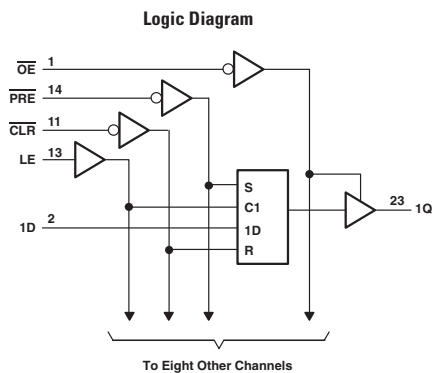 Logic Diagram
OE 1
PRE 14
CLR 11
LE 13
1D 2
S
C1
1D
R
23 1Q
To Eight Other Channels